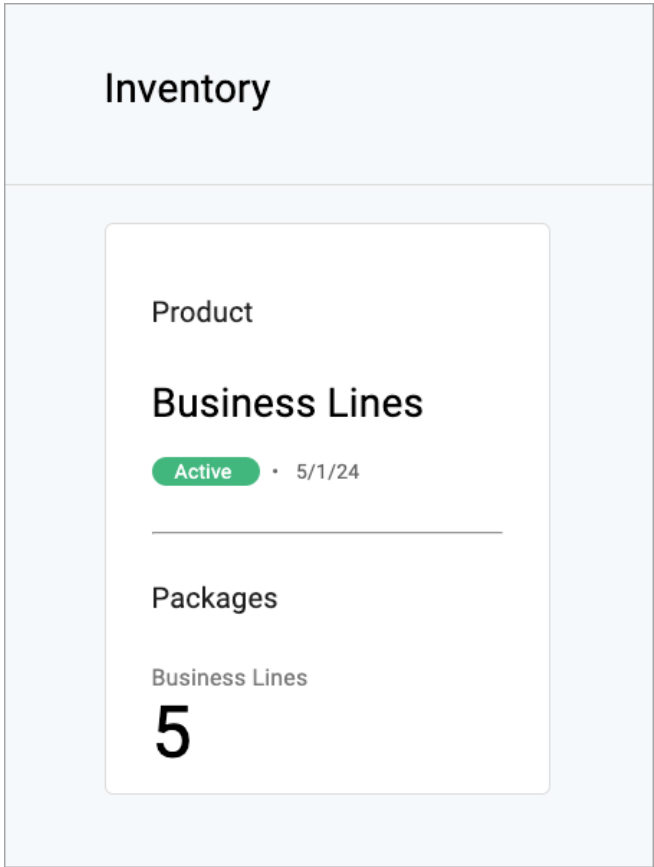 Inventory
Product
Business Lines
Active • 5/1/24
Packages
Business Lines
5